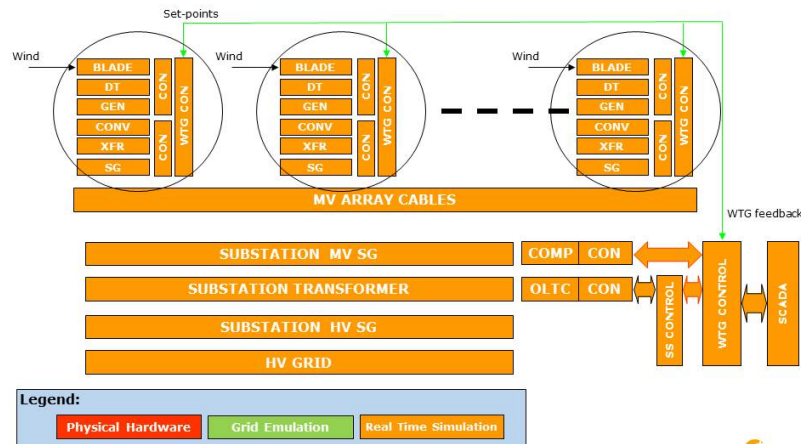 Set-points
Wind
Wind
Wind
BLADE
DT
GEN
CONV
XFR
SG
CON
CON
WTG CON
BLADE
DT
GEN
CONV
XFR
SG
CON
CON
WTG CON
BLADE
DT
GEN
CONV
XFR
SG
CON
CON
WTG CON
MV ARRAY CABLES
WTG feedback
SUBSTATION MV SG
COMP
CON
SUBSTATION TRANSFORMER
OLTC
CON
SS CONTROL
WTG CONTROL
SCADA
SUBSTATION HV SG
HV GRID
Legend:
Physical Hardware
Grid Emulation
Real Time Simulation